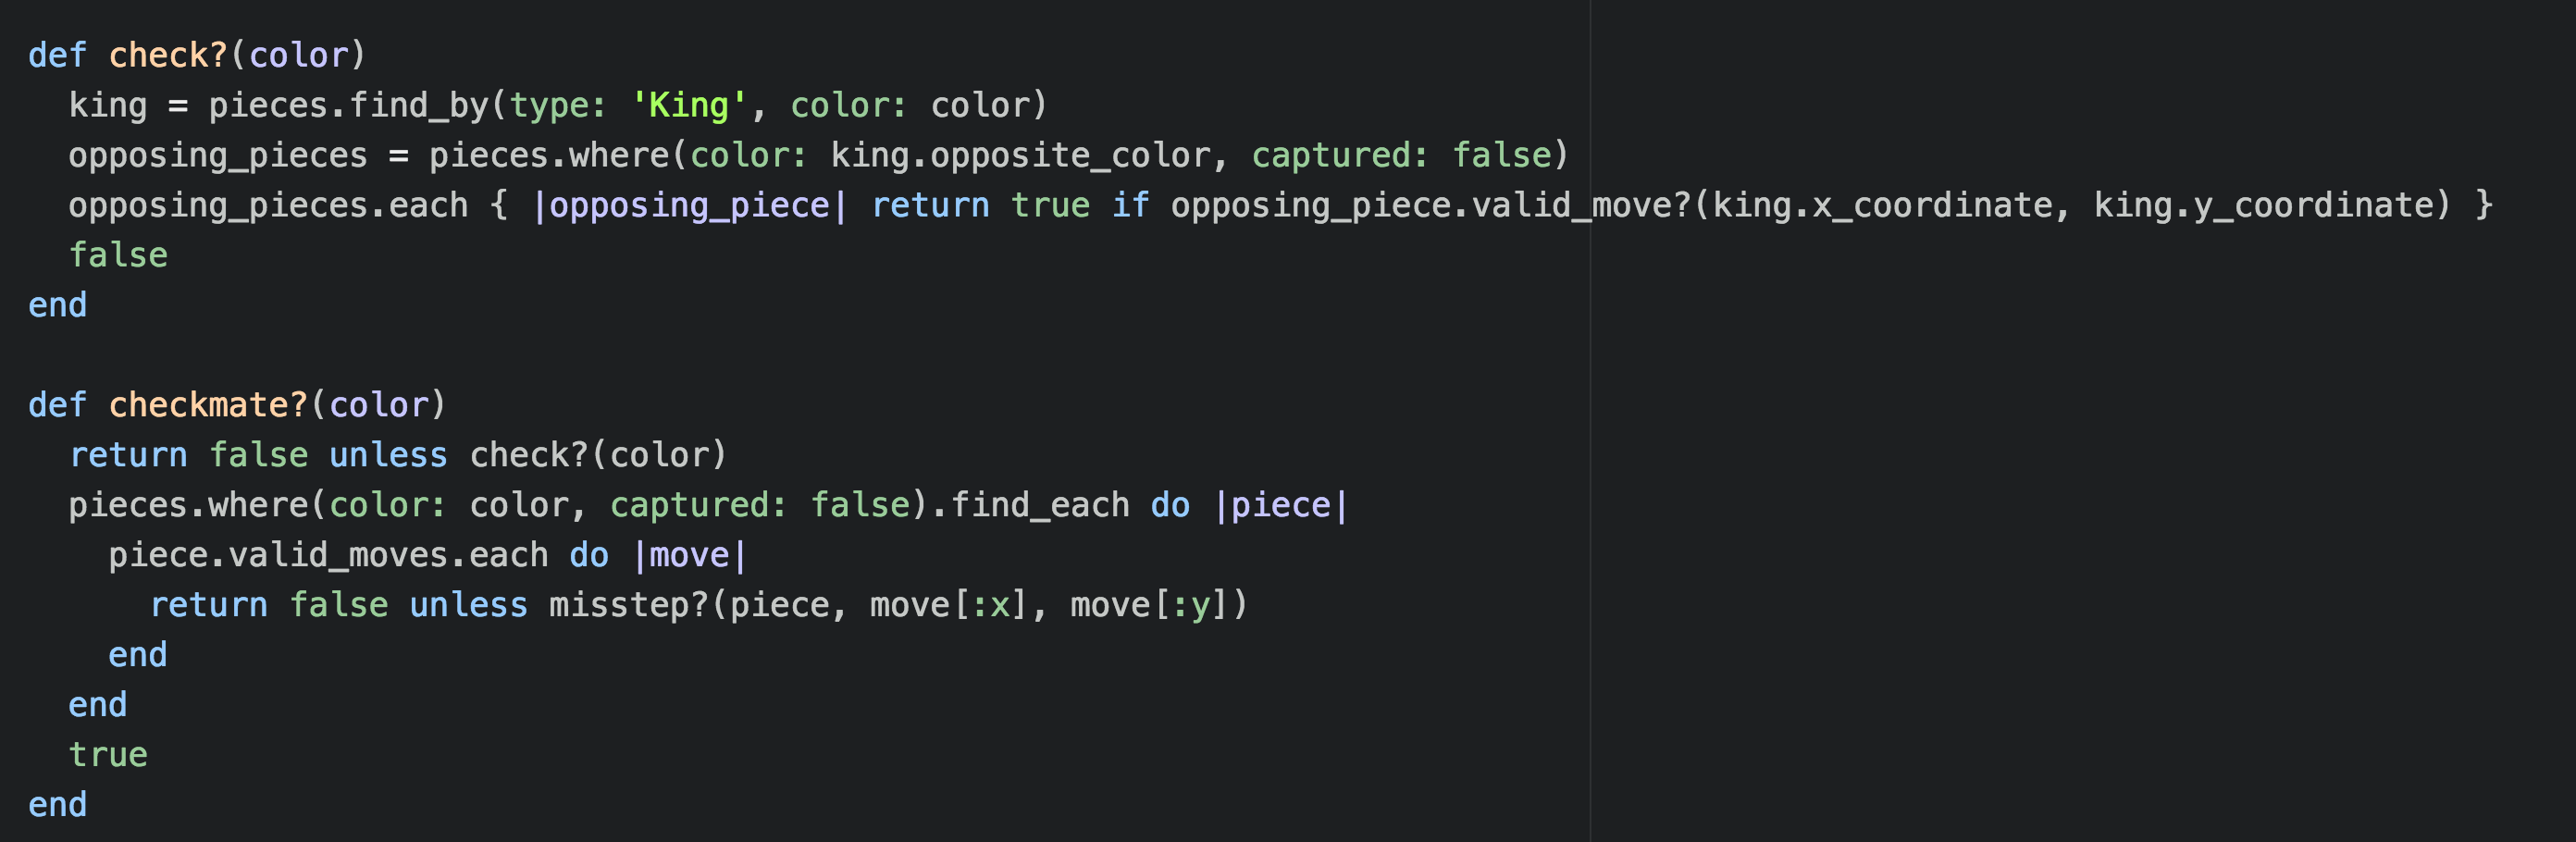 def check?(color)
  king = pieces.find_by(type: 'King', color: color)
  opposing_pieces = pieces.where(color: king.opposite_color, captured: false)
  opposing_pieces.each { |opposing_piece| return true if opposing_piece.valid_move?(king.x_coordinate, king.y_coordinate) }
  false
end

def checkmate?(color)
  return false unless check?(color)
  pieces.where(color: color, captured: false).find_each do |piece|
    piece.valid_moves.each do |move|
      return false unless misstep?(piece, move[:x], move[:y])
    end
  end
  true
end